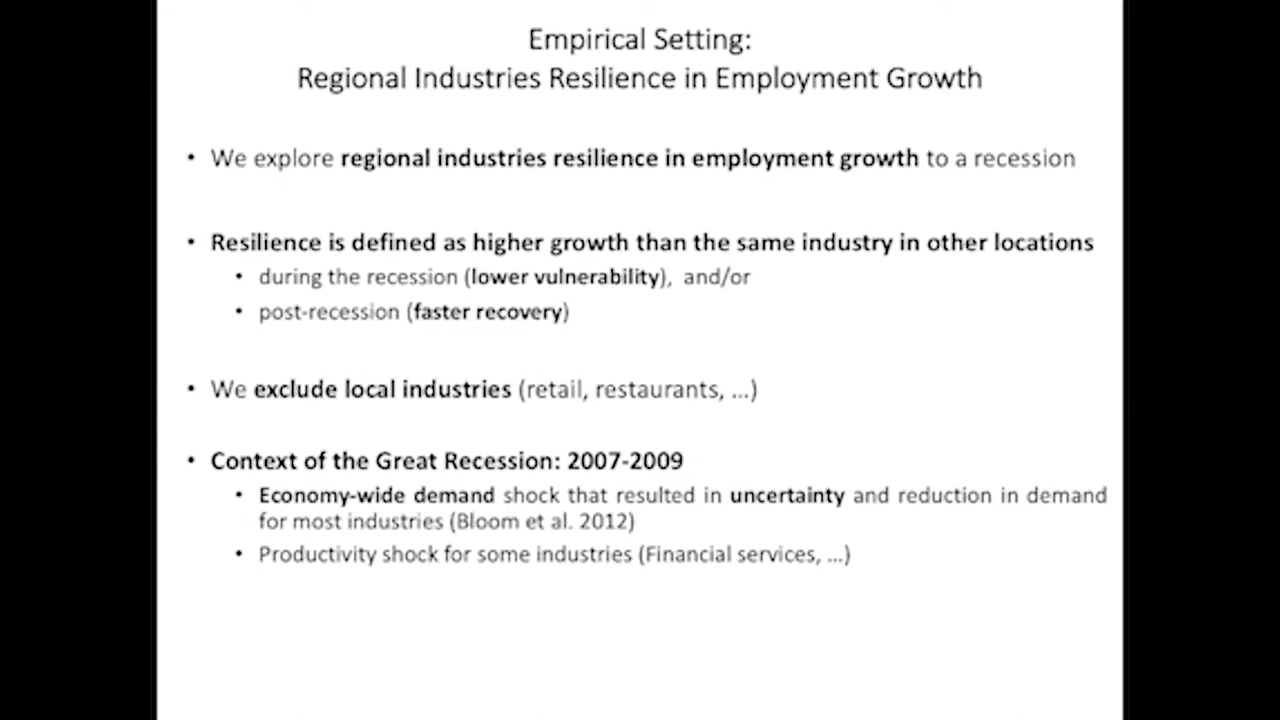 Empirical Setting:
Regional Industries Resilience in Employment Growth
• We explore regional industries resilience in employment growth to a recession
• Resilience is defined as higher growth than the same industry in other locations
• during the recession (lower vulnerability), and/or
• post-recession (faster recovery)
• We exclude local industries (retail, restaurants, ...)
• Context of the Great Recession: 2007-2009
• Economy-wide demand shock that resulted in uncertainty and reduction in demand
for most industries (Bloom et al. 2012)
• Productivity shock for some industries (Financial services, ...)